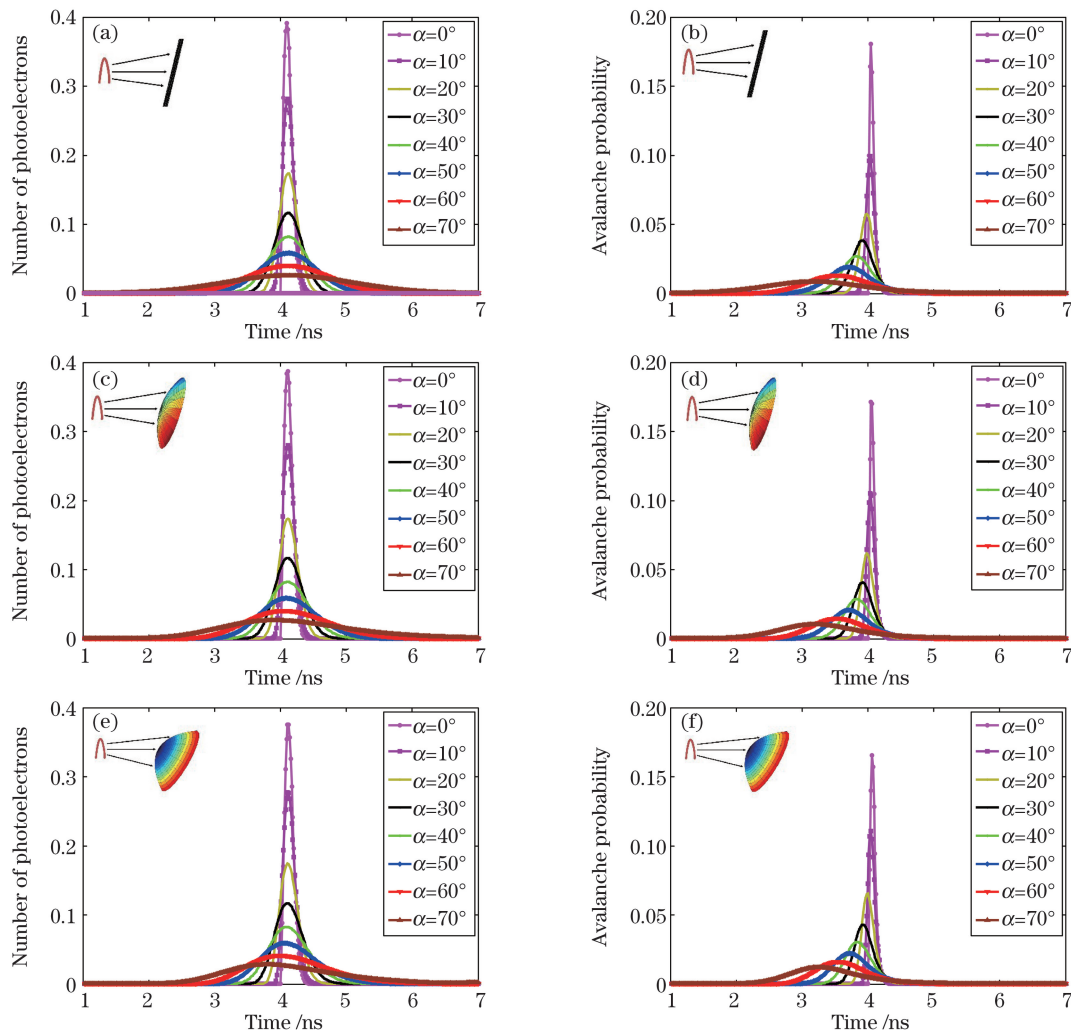 (a)
Number of photoelectrons
0.4
0.3
0.2
0.1
0
1 2 3 4 5 6 7
Time /ns
α=0°
α=10°
α=20°
α=30°
α=40°
α=50°
α=60°
α=70°
(b)
Avalanche probability
0.20
0.15
0.10
0.05
0
1 2 3 4 5 6 7
Time /ns
α=0°
α=10°
α=20°
α=30°
α=40°
α=50°
α=60°
α=70°
(c)
Number of photoelectrons
0.4
0.3
0.2
0.1
0
1 2 3 4 5 6 7
Time /ns
α=0°
α=10°
α=20°
α=30°
α=40°
α=50°
α=60°
α=70°
(d)
Avalanche probability
0.20
0.15
0.10
0.05
0
1 2 3 4 5 6 7
Time /ns
α=0°
α=10°
α=20°
α=30°
α=40°
α=50°
α=60°
α=70°
(e)
Number of photoelectrons
0.4
0.3
0.2
0.1
0
1 2 3 4 5 6 7
Time /ns
α=0°
α=10°
α=20°
α=30°
α=40°
α=50°
α=60°
α=70°
(f)
Avalanche probability
0.20
0.15
0.10
0.05
0
1 2 3 4 5 6 7
Time /ns
α=0°
α=10°
α=20°
α=30°
α=40°
α=50°
α=60°
α=70°